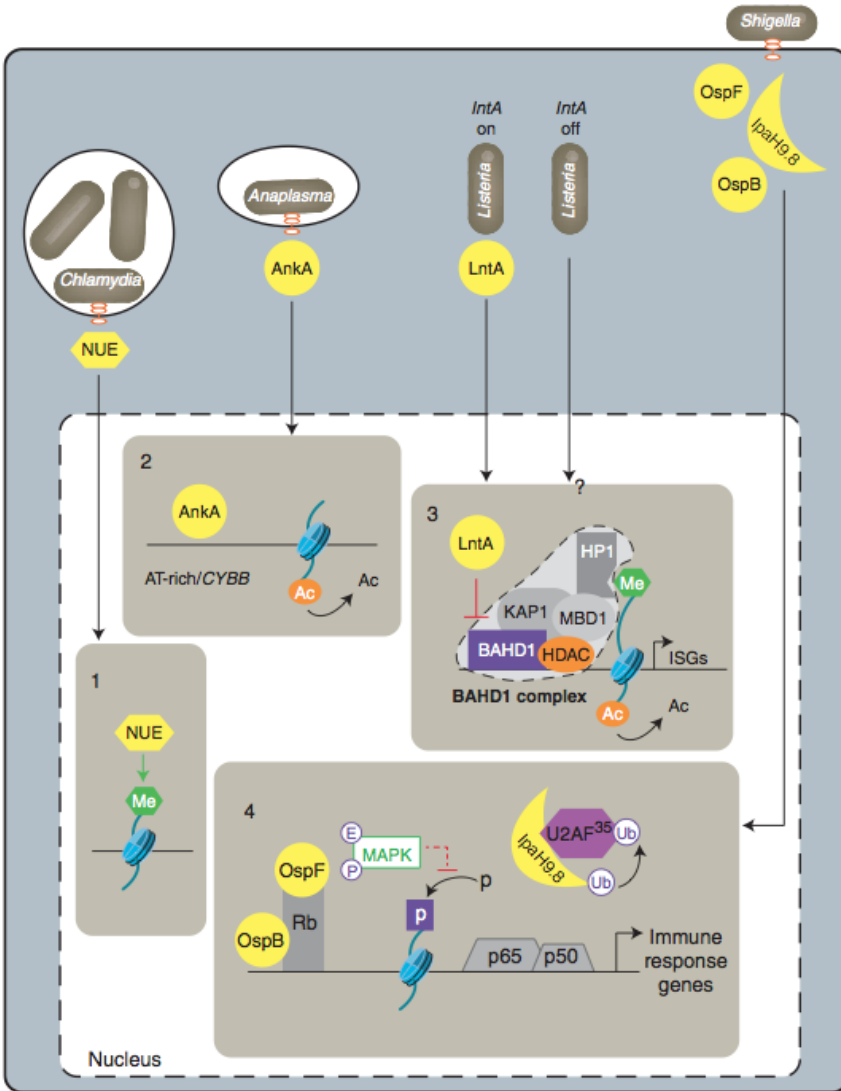 Shigella
OspF
IpaH9.8
OspB
IntA
on
IntA
off
Listeria
Listeria
LntA
Anaplasma
AnkA
Chlamydia
NUE
2
AnkA
AT-rich/CYBB
Ac
Ac
?
3
LntA
HP1
Me
KAP1
MBD1
BAHD1
HDAC
ISGs
BAHD1 complex
Ac
Ac
1
NUE
Me
4
E
MAPK
P
OspF
OspB
Rb
p
p
IpaH9.8
U2AF35
Ub
Ub
p65
p50
Immune
response
genes
Nucleus